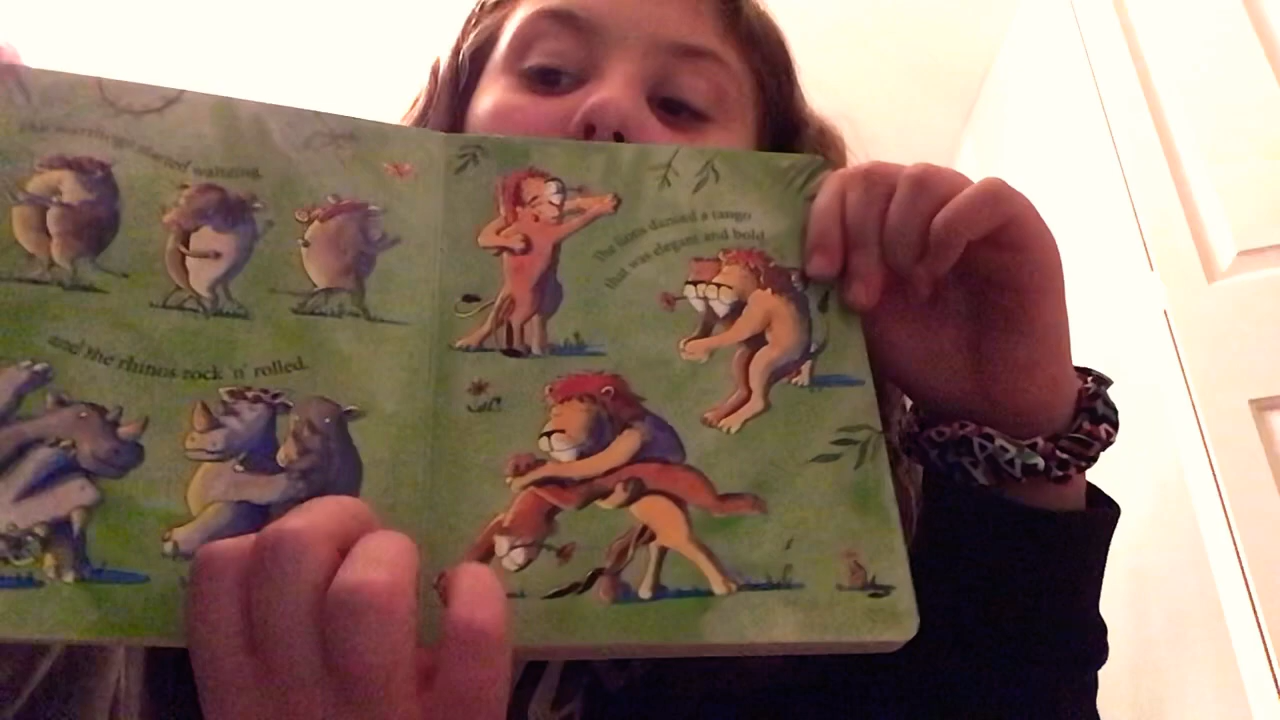 The warthogs started waltzing
and the rhinos rock 'n' rolled.
The lions danced a tango
that was elegant and bold.